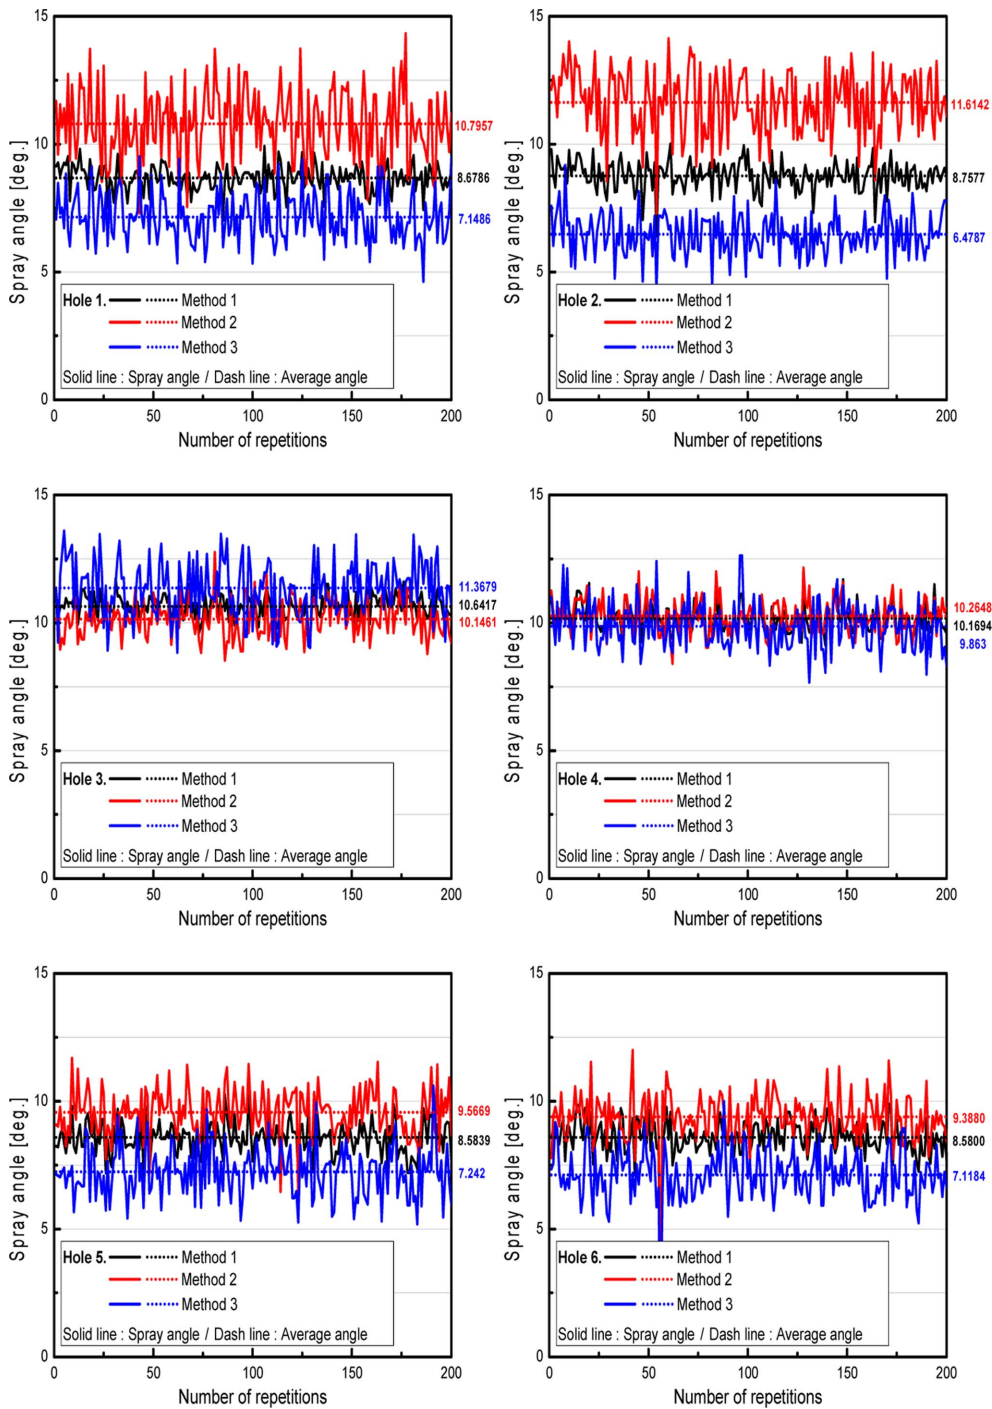 15
10
5
0
Spray angle [deg.]
10.7957
8.6786
7.1486
Hole 1. Method 1
Method 2
Method 3
Solid line : Spray angle / Dash line : Average angle
0 50 100 150 200
Number of repetitions
15
10
5
0
Spray angle [deg.]
11.6142
8.7577
6.4787
Hole 2. Method 1
Method 2
Method 3
Solid line : Spray angle / Dash line : Average angle
0 50 100 150 200
Number of repetitions
15
10
5
0
Spray angle [deg.]
11.3679
10.6417
10.1461
Hole 3. Method 1
Method 2
Method 3
Solid line : Spray angle / Dash line : Average angle
0 50 100 150 200
Number of repetitions
15
10
5
0
Spray angle [deg.]
10.2648
10.1694
9.863
Hole 4. Method 1
Method 2
Method 3
Solid line : Spray angle / Dash line : Average angle
0 50 100 150 200
Number of repetitions
15
10
5
0
Spray angle [deg.]
9.5669
8.5839
7.242
Hole 5. Method 1
Method 2
Method 3
Solid line : Spray angle / Dash line : Average angle
0 50 100 150 200
Number of repetitions
15
10
5
0
Spray angle [deg.]
9.3880
8.5800
7.1184
Hole 6. Method 1
Method 2
Method 3
Solid line : Spray angle / Dash line : Average angle
0 50 100 150 200
Number of repetitions